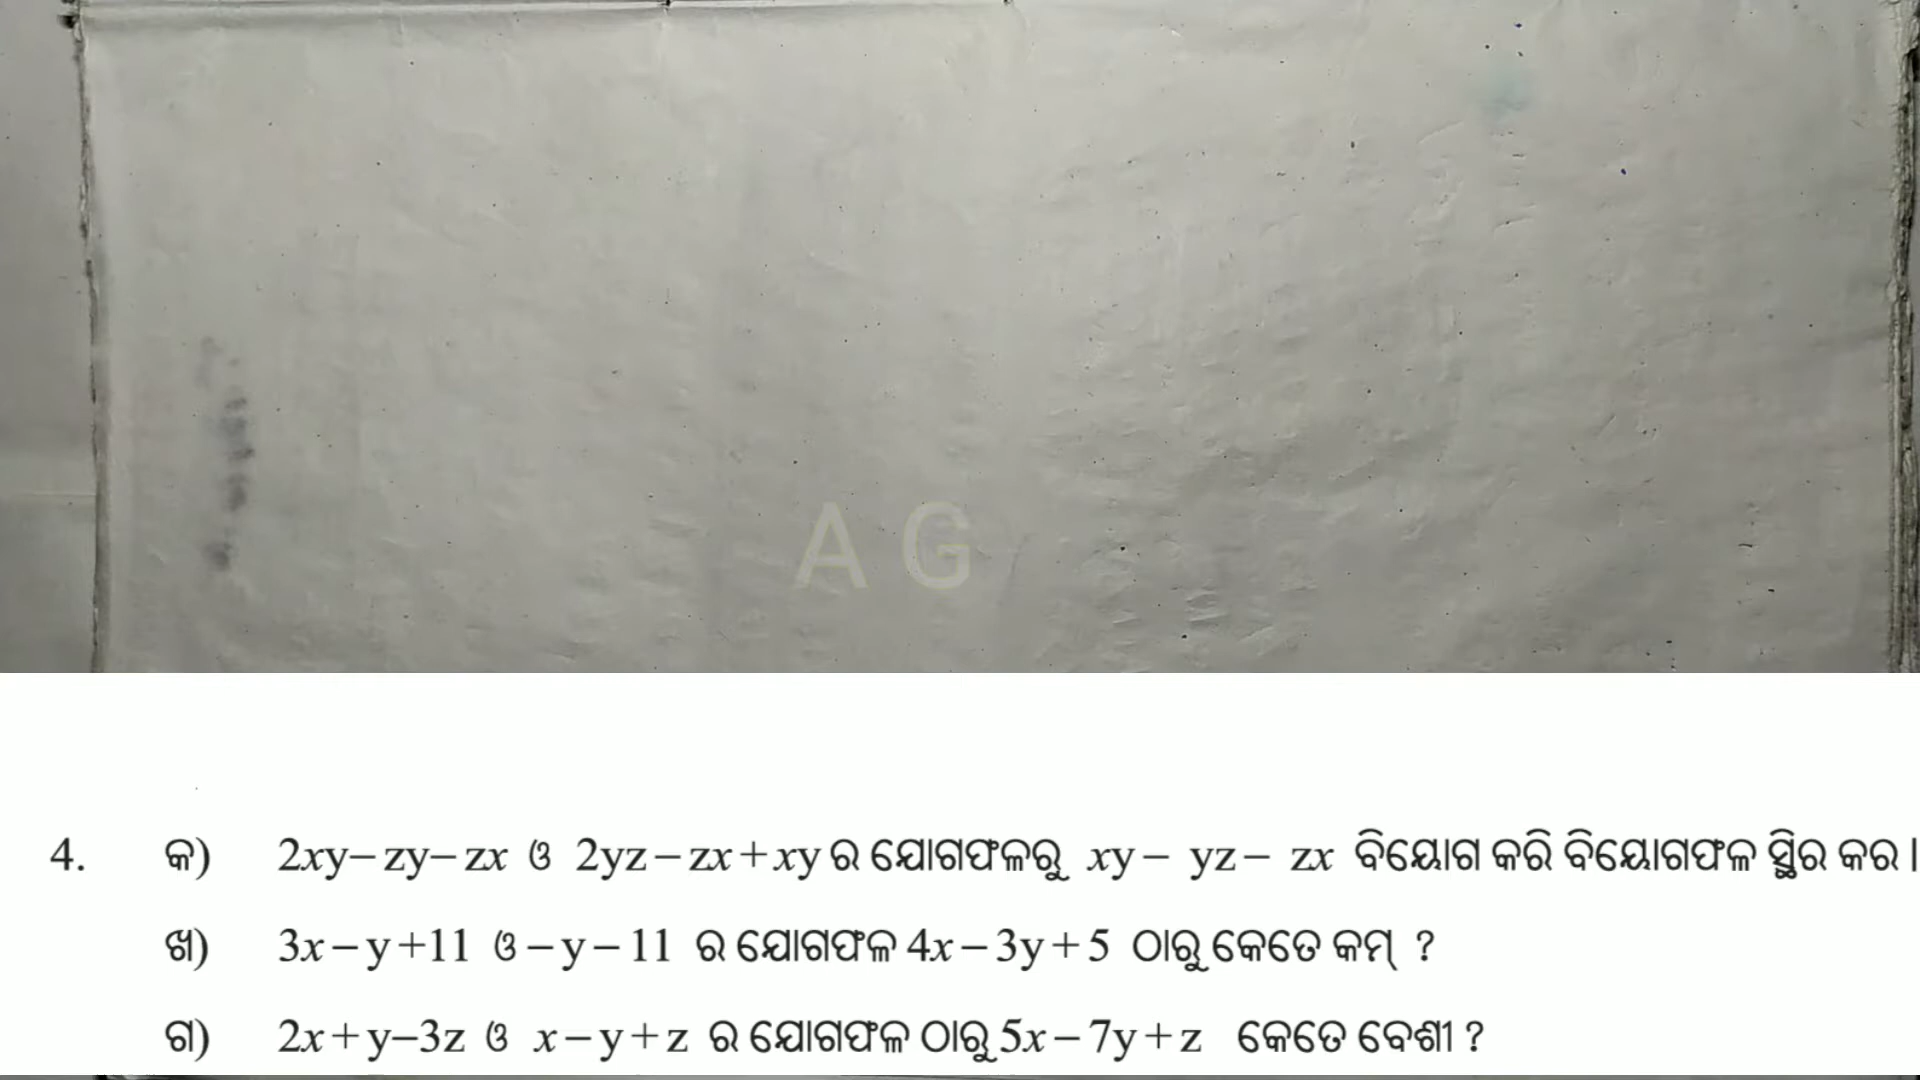 A G
4. କ) 2xy – zy – zx ଓ 2yz – zx + xy ର ଯୋଗଫଳରୁ xy – yz – zx ବିୟୋଗ କରି ବିୟୋଗଫଳ ସ୍ଥିର କର ।
ଖ) 3x – y + 11 ଓ – y – 11 ର ଯୋଗଫଳ 4x – 3y + 5 ଠାରୁ କେତେ କମ୍ ?
ଗ) 2x + y – 3z ଓ x – y + z ର ଯୋଗଫଳ ଠାରୁ 5x – 7y + z କେତେ ବେଶୀ ?